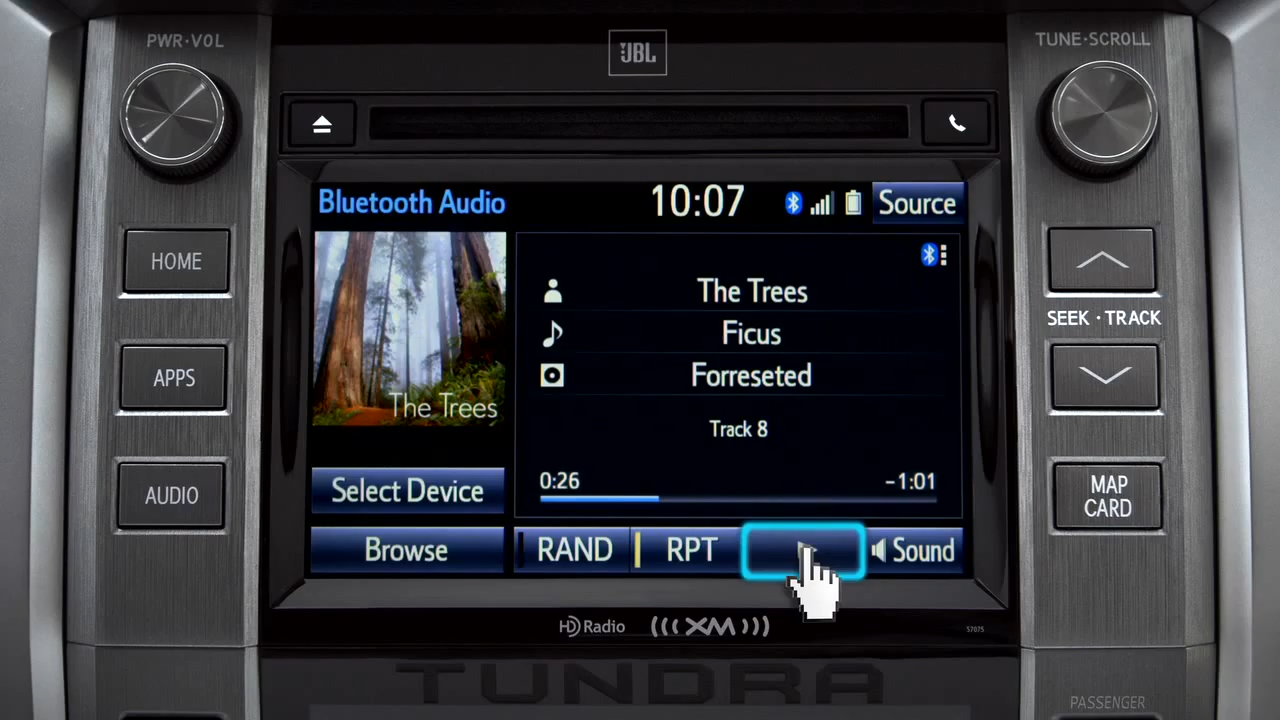 PWR·VOL
JBL
TUNE·SCROLL
Bluetooth Audio
10:07
Source
HOME
The Trees
SEEK · TRACK
Ficus
APPS
Forreseted
The Trees
Track 8
0:26
-1:01
Select Device
AUDIO
MAP
CARD
Browse
RAND
RPT
Sound
HD Radio
(((XM)))
57075
TUNDRA
PASSENGER